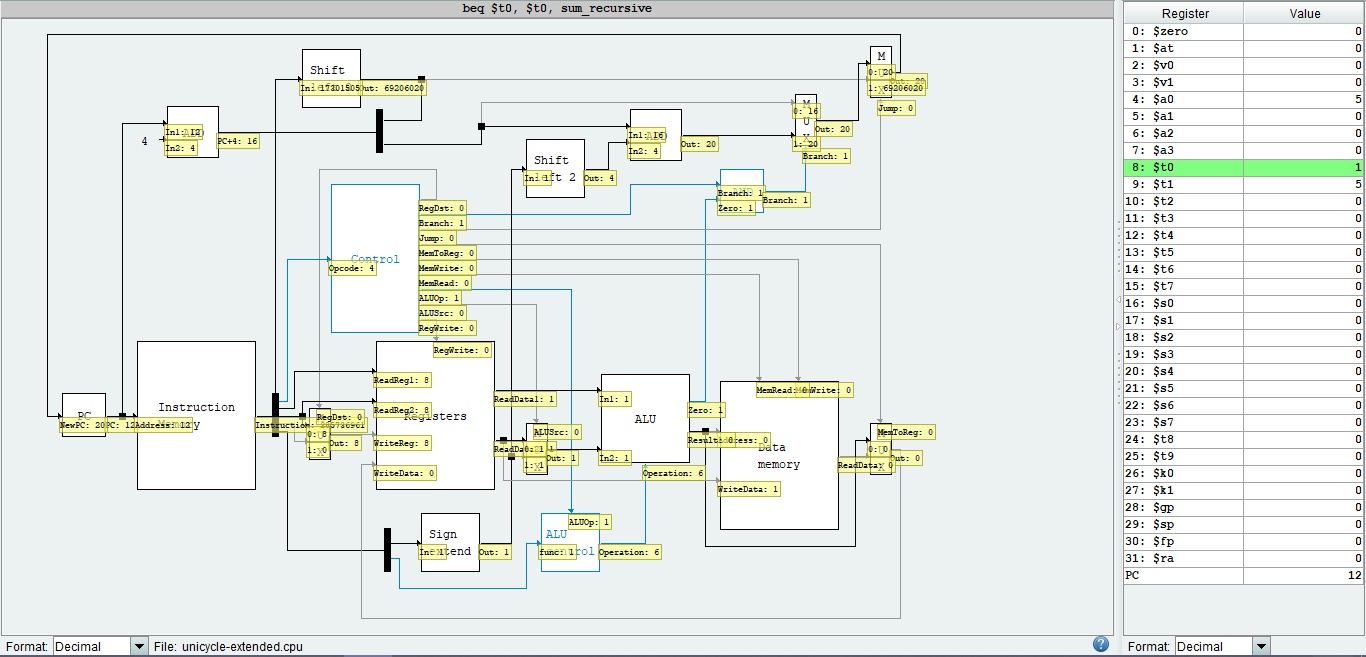 beq $t0, $t0, sum_recursive
Shift
In: 17301505
Out: 69206020
M
0: 20
Out: 20
1: 69206020
Jump: 0
In1: 12
4
In2: 4
PC+4: 16
M
0: 16
U
Out: 20
1: 20
Branch: 1
In1: 16
In2: 4
Out: 20
Shift
left 2
In: 1
Out: 4
Branch: 1
Zero: 1
Branch: 1
Control
Opcode: 4
RegDst: 0
Branch: 1
Jump: 0
MemToReg: 0
MemWrite: 0
MemRead: 0
ALUOp: 1
ALUSrc: 0
RegWrite: 0
RegWrite: 0
PC
NewPC: 20
PC: 12
Instruction
Address: 12
ReadReg1: 8
ReadReg2: 8
Registers
WriteReg: 8
WriteData: 0
RegDst: 0
0: 8
Out: 8
1: 0
ReadData1: 1
ALUSrc: 0
0: 1
Out: 1
1: 1
In1: 1
ALU
In2: 1
Zero: 1
Operation: 6
MemRead: 0
MemWrite: 0
Data
memory
WriteData: 1
MemToReg: 0
0: 0
Out: 0
Sign
extend
In: 1
Out: 1
ALUOp: 1
ALU
control
func: 1
Operation: 6
Format: Decimal File: unicycle-extended.cpu ?
Register Value
0: $zero 0
1: $at 0
2: $v0 0
3: $v1 0
4: $a0 5
5: $a1 0
6: $a2 0
7: $a3 0
8: $t0 1
9: $t1 5
10: $t2 0
11: $t3 0
12: $t4 0
13: $t5 0
14: $t6 0
15: $t7 0
16: $s0 0
17: $s1 0
18: $s2 0
19: $s3 0
20: $s4 0
21: $s5 0
22: $s6 0
23: $s7 0
24: $t8 0
25: $t9 0
26: $k0 0
27: $k1 0
28: $gp 0
29: $sp 0
30: $fp 0
31: $ra 0
PC 12
Format: Decimal